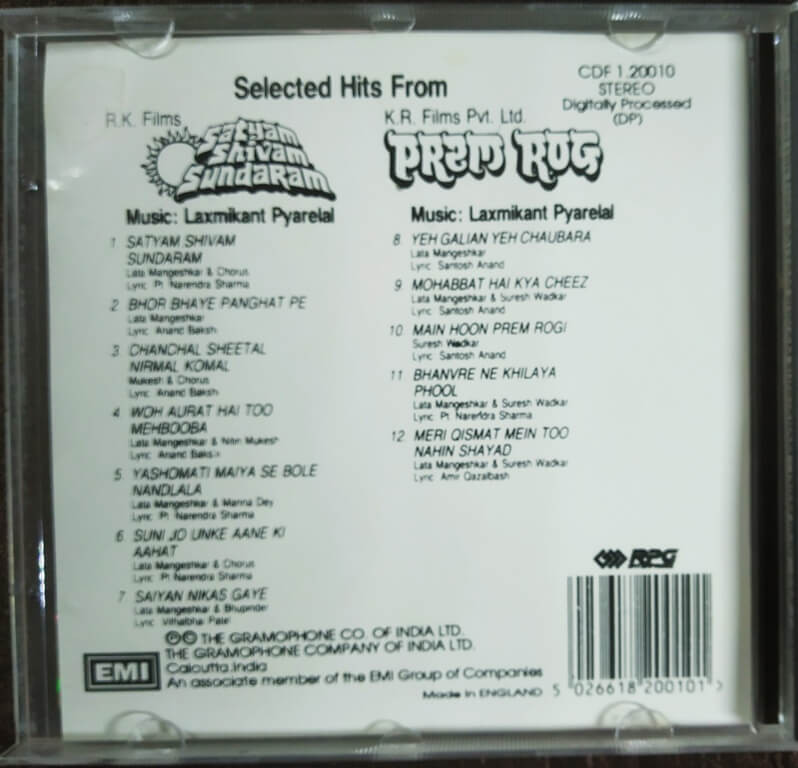 Selected Hits From
CDF 1.20010
STEREO
Digitally Processed
(DP)
R.K. Films
Satyam
Shivam
Sundaram
Music: Laxmikant Pyarelal
1 SATYAM SHIVAM
SUNDARAM
Lata Mangeshkar & Chorus
Lyric Pt Narendra Sharma
2 BHOR BHAYE PANGHAT PE
Lata Mangeshkar
Lyric Anand Bakshi
3 CHANCHAL SHEETAL
NIRMAL KOMAL
Mukesh & Chorus
Lyric Anand Bakshi
4 WOH AURAT HAI TOO
MEHBOOBA
Lata Mangeshkar & Nitin Mukesh
Lyric Anand Bakshi
5 YASHOMATI MAIYA SE BOLE
NANDLALA
Lata Mangeshkar & Manna Dey
Lyric Pt Narendra Sharma
6 SUNI JO UNKE AANE KI
AAHAT
Lata Mangeshkar & Chorus
Lyric Pt Narendra Sharma
7 SAIYAN NIKAS GAYE
Lata Mangeshkar & Bhupinder
Lyric Vithalbhai Patel
K.R. Films Pvt. Ltd.
PREM ROG
Music: Laxmikant Pyarelal
8 YEH GALIAN YEH CHAUBARA
Lata Mangeshkar
Lyric Santosh Anand
9 MOHABBAT HAI KYA CHEEZ
Lata Mangeshkar & Suresh Wadkar
Lyric Santosh Anand
10 MAIN HOON PREM ROGI
Suresh Wadkar
Lyric Santosh Anand
11 BHANVRE NE KHILAYA
PHOOL
Lata Mangeshkar & Suresh Wadkar
Lyric Pt. Narendra Sharma
12 MERI QISMAT MEIN TOO
NAHIN SHAYAD
Lata Mangeshkar & Suresh Wadkar
Lyric Amir Qazalbash
RPG
℗© THE GRAMOPHONE CO. OF INDIA LTD.
THE GRAMOPHONE COMPANY OF INDIA LTD.
EMI
Calcutta.India
An associate member of the EMI Group of Companies
Made in ENGLAND
5 026618 200101 >